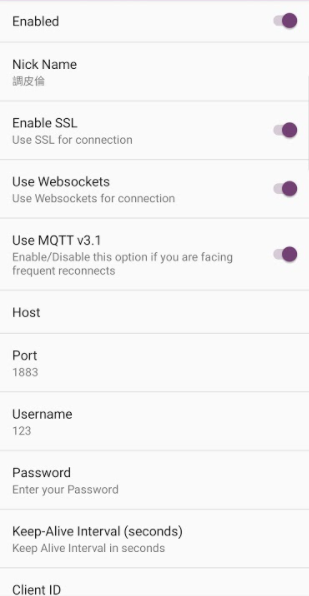 Enabled
Nick Name
調皮倫
Enable SSL
Use SSL for connection
Use Websockets
Use Websockets for connection
Use MQTT v3.1
Enable/Disable this option if you are facing
frequent reconnects
Host
Port
1883
Username
123
Password
Enter your Password
Keep-Alive Interval (seconds)
Keep Alive Interval in seconds
Client ID